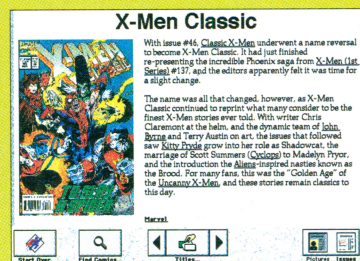 X-Men Classic
With issue #46, Classic X-Men underwent a name reversal
to become X-Men Classic. It had just finished
re-presenting the incredible Phoenix saga from X-Men (1st
Series) #137, and the editors apparently felt it was time for
a slight change.
The name was all that changed, however, as X-Men
Classic continued to reprint what many consider to be the
finest X-Men stories ever told. With writer Chris
Claremont at the helm, and the dynamic team of John
Byrne and Terry Austin on art, the issues that followed
saw Kitty Pryde grow into her role as Shadowcat, the
marriage of Scott Summers (Cyclops) to Madelyn Pryor,
and the introduction the Aliens-inspired nasties known as
the Brood. For many fans, this was the "Golden Age" of
the Uncanny X-Men, and these stories remain classics to
this day.
Marvel
X-MEN
Start Over
Find Comics
Titles...
Pictures
Issues